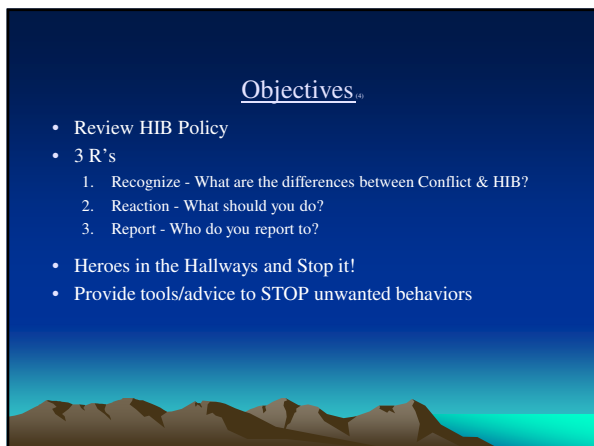 Objectives (4)
• Review HIB Policy
• 3 R's
1. Recognize - What are the differences between Conflict & HIB?
2. Reaction - What should you do?
3. Report - Who do you report to?
• Heroes in the Hallways and Stop it!
• Provide tools/advice to STOP unwanted behaviors